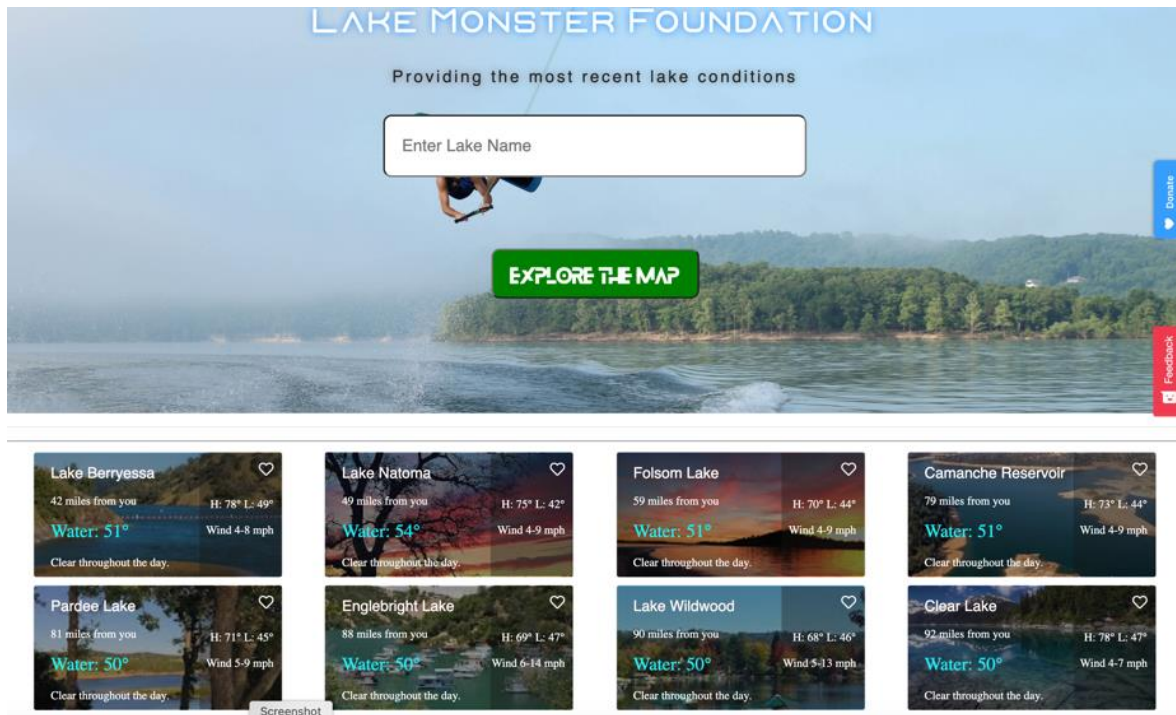 LAKE MONSTER FOUNDATION
Providing the most recent lake conditions
Enter Lake Name
Donate
EXPLORE THE MAP
Feedback
Lake Berryessa
42 miles from you
H: 78° L: 49°
Water: 51°
Wind 4-8 mph
Clear throughout the day.
Lake Natoma
49 miles from you
H: 75° L: 42°
Water: 54°
Wind 4-9 mph
Clear throughout the day.
Folsom Lake
59 miles from you
H: 70° L: 44°
Water: 51°
Wind 4-9 mph
Clear throughout the day.
Camanche Reservoir
79 miles from you
H: 73° L: 44°
Water: 51°
Wind 4-9 mph
Clear throughout the day.
Pardee Lake
81 miles from you
H: 71° L: 45°
Water: 50°
Wind 5-9 mph
Clear throughout the day.
Englebright Lake
88 miles from you
H: 69° L: 47°
Water: 50°
Wind 6-14 mph
Clear throughout the day.
Lake Wildwood
90 miles from you
H: 68° L: 46°
Water: 50°
Wind 5-13 mph
Clear throughout the day.
Clear Lake
92 miles from you
H: 78° L: 47°
Water: 50°
Wind 4-7 mph
Clear throughout the day.
Screenshot